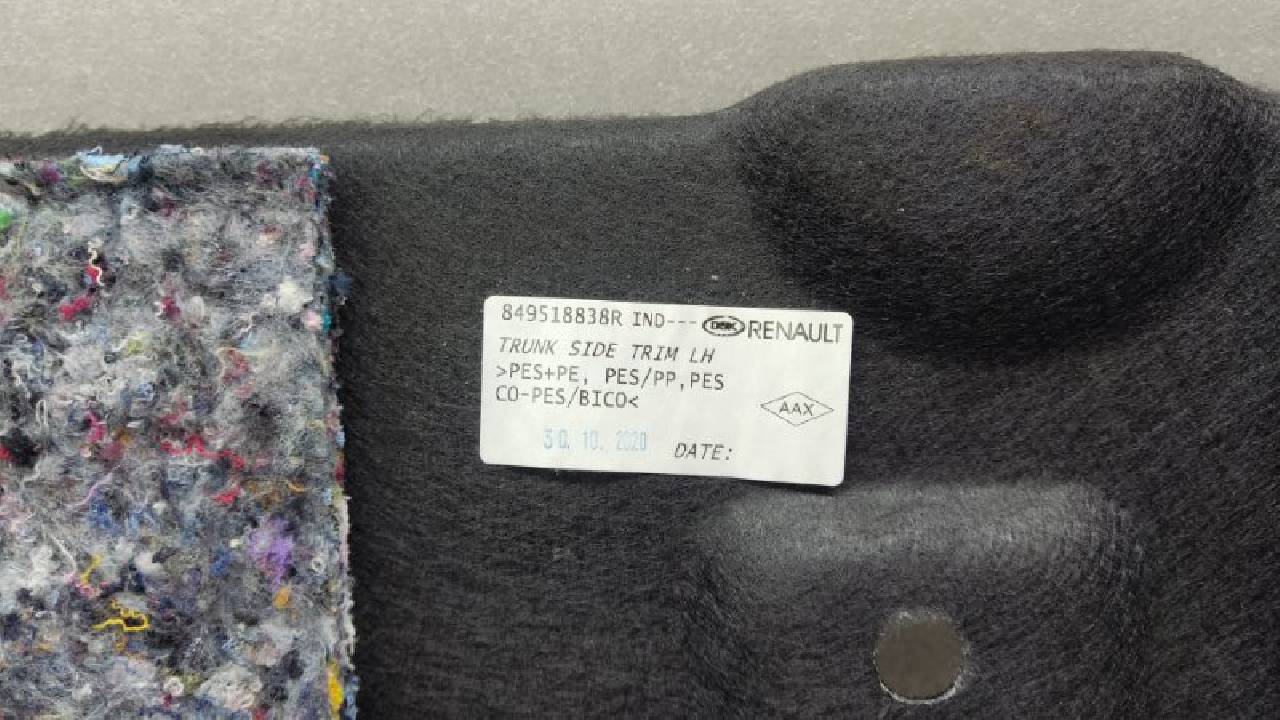 849518838R IND--- RENAULT
TRUNK SIDE TRIM LH
>PES+PE, PES/PP,PES
CO-PES/BICO<
AAX
30. 10. 2020 DATE: